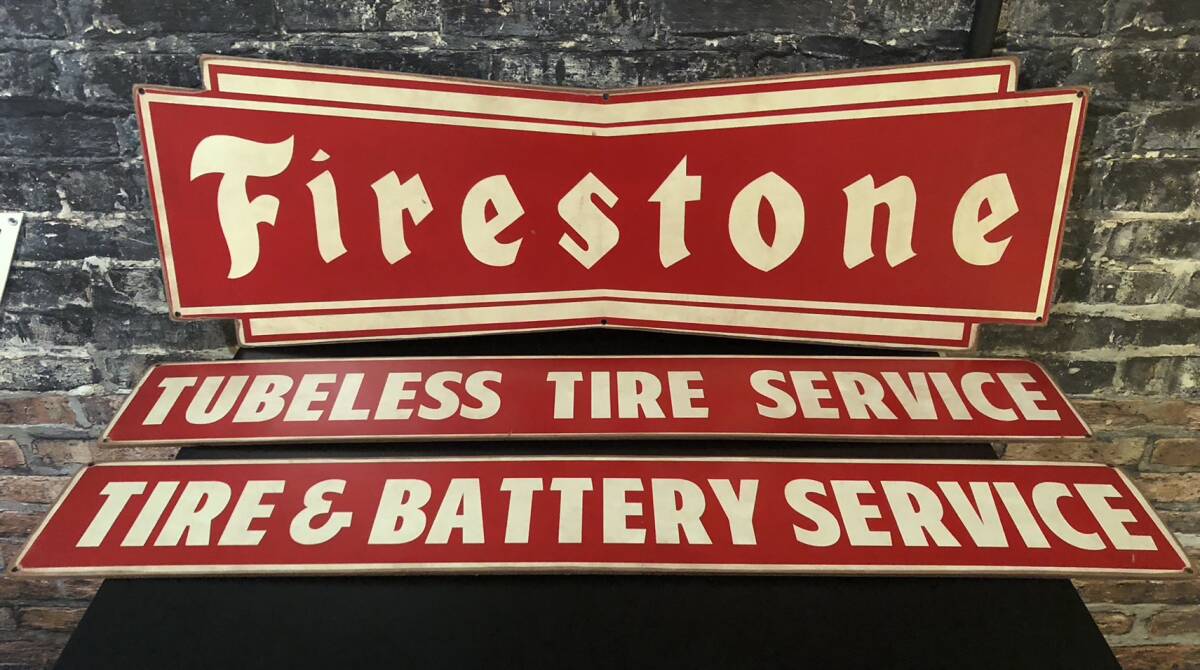 Firestone
TUBELESS TIRE SERVICE
TIRE & BATTERY SERVICE